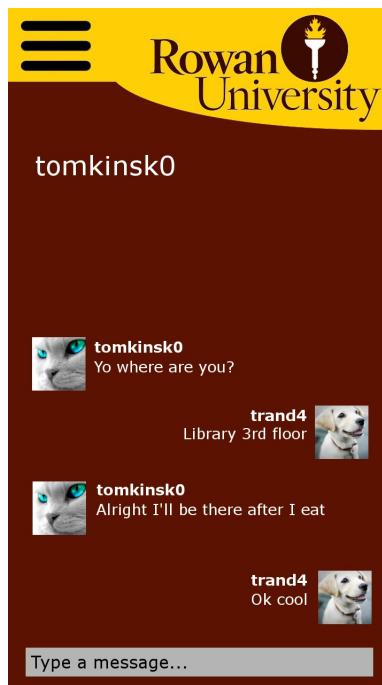 Rowan
University
tomkinsk0
tomkinsk0
Yo where are you?
trand4
Library 3rd floor
tomkinsk0
Alright I'll be there after I eat
trand4
Ok cool
Type a message...